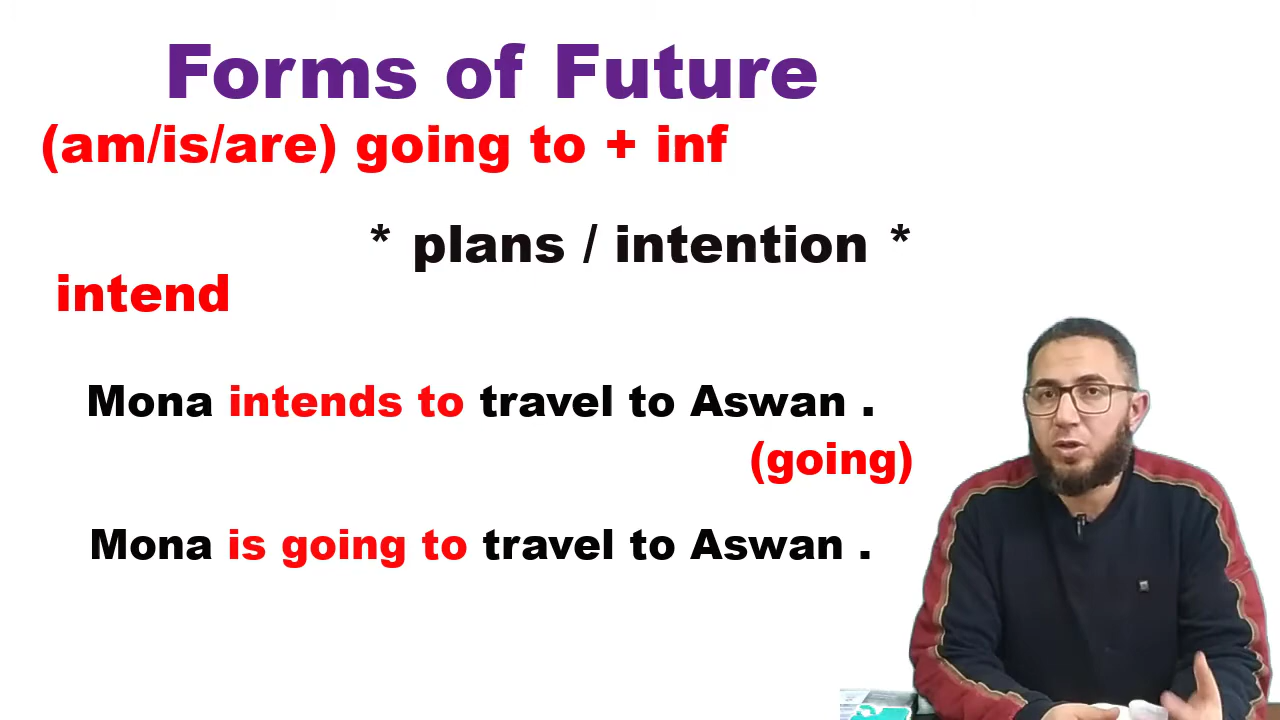 Forms of Future
(am/is/are) going to + inf
* plans / intention *
intend
Mona intends to travel to Aswan .
(going)
Mona is going to travel to Aswan .